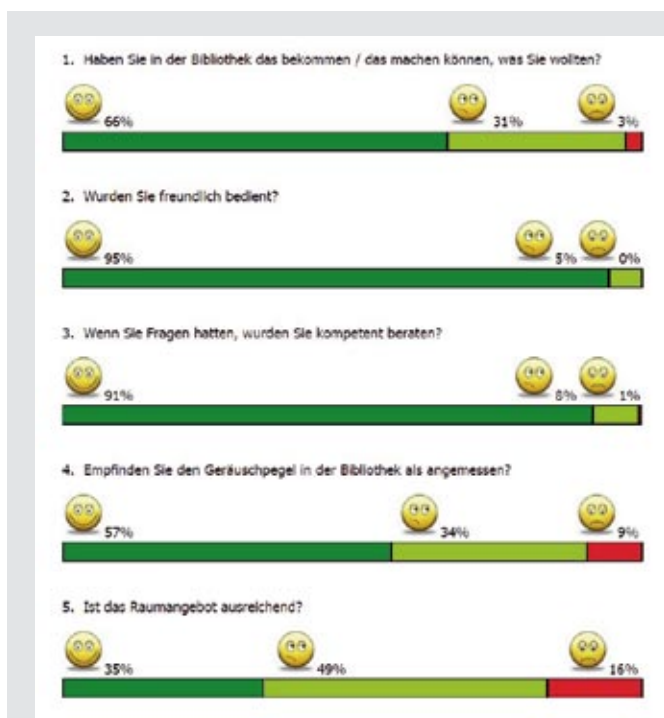 1. Haben Sie in der Bibliothek das bekommen / das machen können, was Sie wollten?
66% 31% 3%
2. Wurden Sie freundlich bedient?
95% 5% 0%
3. Wenn Sie Fragen hatten, wurden Sie kompetent beraten?
91% 8% 1%
4. Empfinden Sie den Geräuschpegel in der Bibliothek als angemessen?
57% 34% 9%
5. Ist das Raumangebot ausreichend?
35% 49% 16%